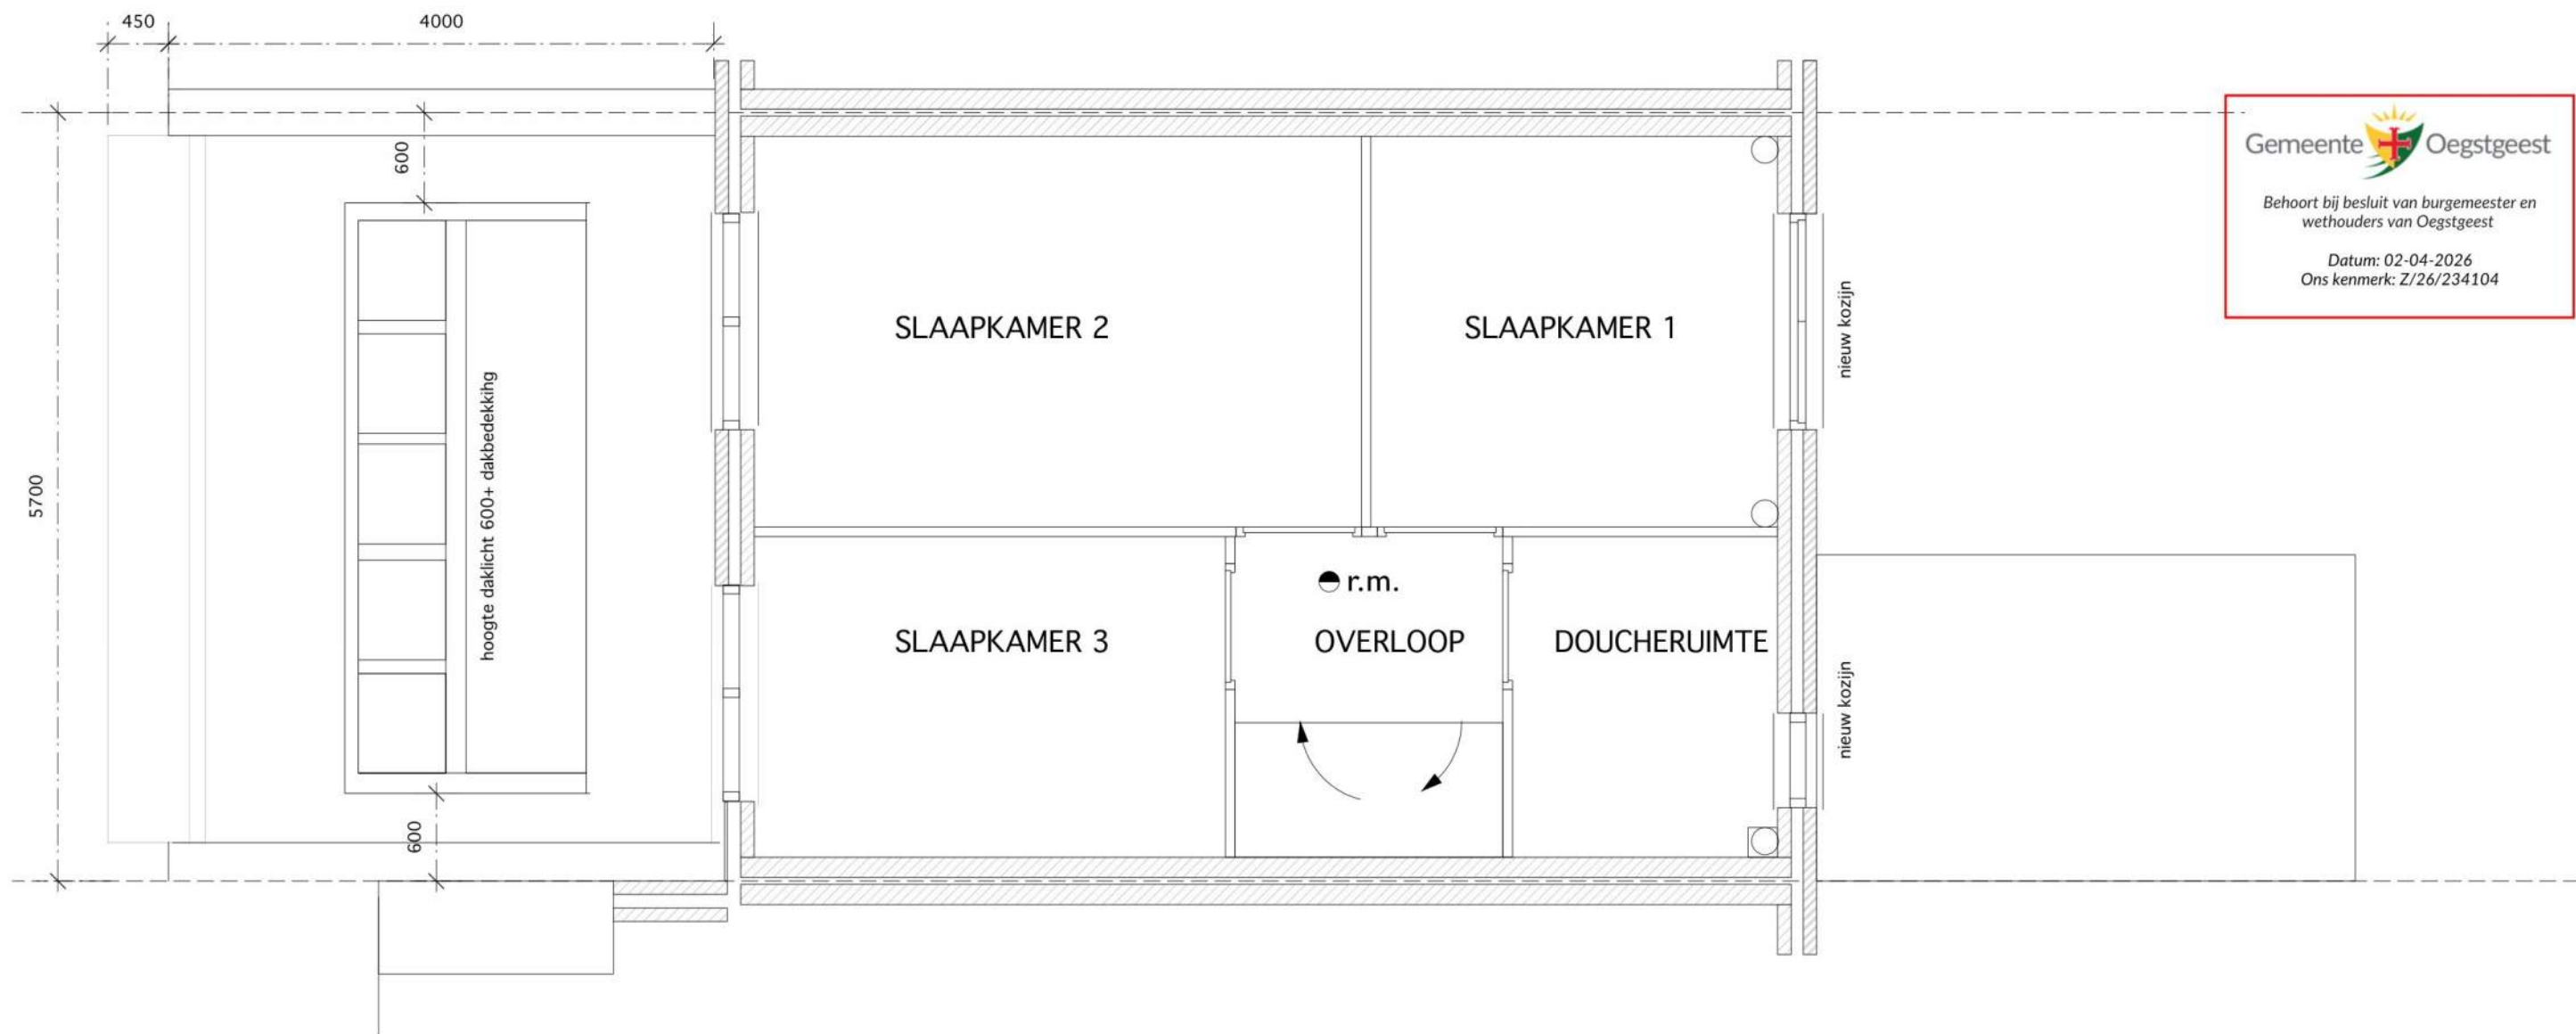 450
4000
600
5700
hoogte daklicht 600+ dakbedekking
600
SLAAPKAMER 2
SLAAPKAMER 1
nieuw kozijn
SLAAPKAMER 3
r.m.
OVERLOOP
DOUCHERUIMTE
nieuw kozijn
Gemeente Oegstgeest
Behoort bij besluit van burgemeester en
wethouders van Oegstgeest
Datum: 02-04-2026
Ons kenmerk: Z/26/234104